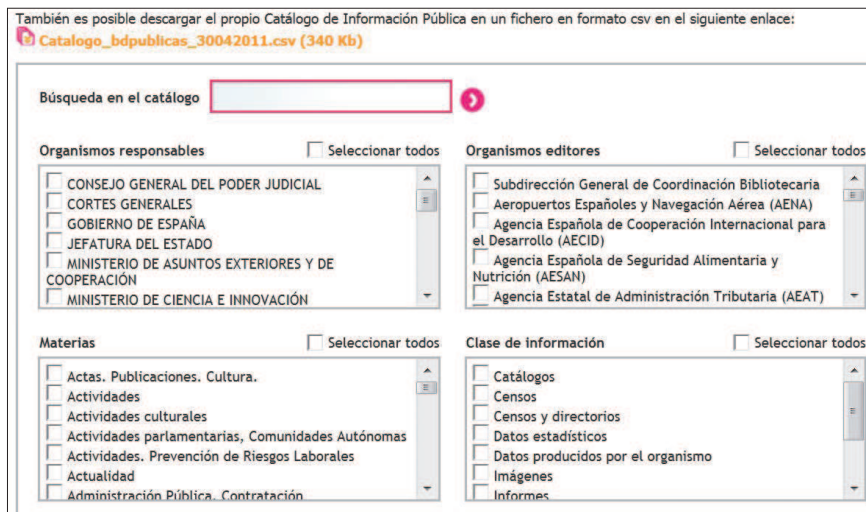 También es posible descargar el propio Catálogo de Información Pública en un fichero en formato csv en el siguiente enlace:
Catalogo_bdpublicas_30042011.csv (340 Kb)
Búsqueda en el catálogo
Organismos responsables
Seleccionar todos
CONSEJO GENERAL DEL PODER JUDICIAL
CORTES GENERALES
GOBIERNO DE ESPAÑA
JEFATURA DEL ESTADO
MINISTERIO DE ASUNTOS EXTERIORES Y DE
COOPERACIÓN
MINISTERIO DE CIENCIA E INNOVACIÓN
Organismos editores
Seleccionar todos
Subdirección General de Coordinación Bibliotecaria
Aeropuertos Españoles y Navegación Aérea (AENA)
Agencia Española de Cooperación Internacional para
el Desarrollo (AECID)
Agencia Española de Seguridad Alimentaria y
Nutrición (AESAN)
Agencia Estatal de Administración Tributaria (AEAT)
Materias
Seleccionar todos
Actas. Publicaciones. Cultura.
Actividades
Actividades culturales
Actividades parlamentarias, Comunidades Autónomas
Actividades. Prevención de Riesgos Laborales
Actualidad
Administración Pública. Contratación
Clase de información
Seleccionar todos
Catálogos
Censos
Censos y directorios
Datos estadísticos
Datos producidos por el organismo
Imágenes
Informes